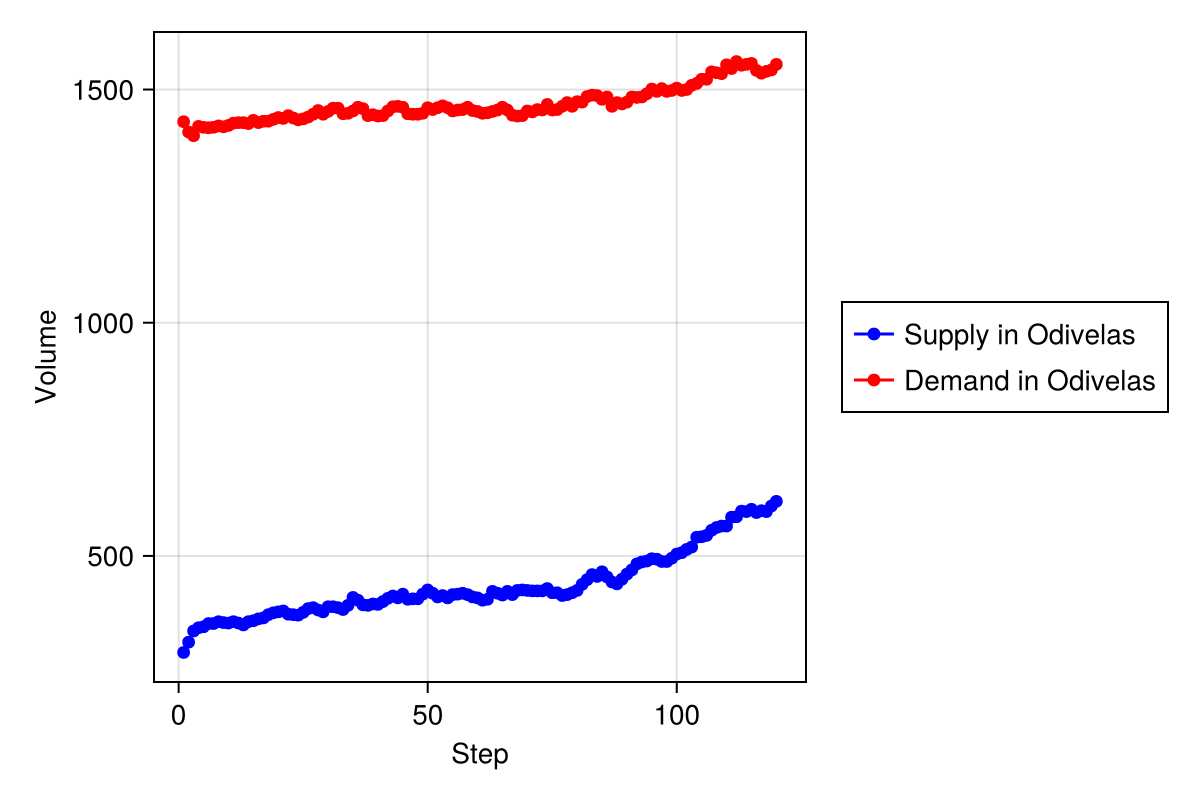 1500
1000
500
Volume
0 50 100
Step
Supply in Odivelas
Demand in Odivelas